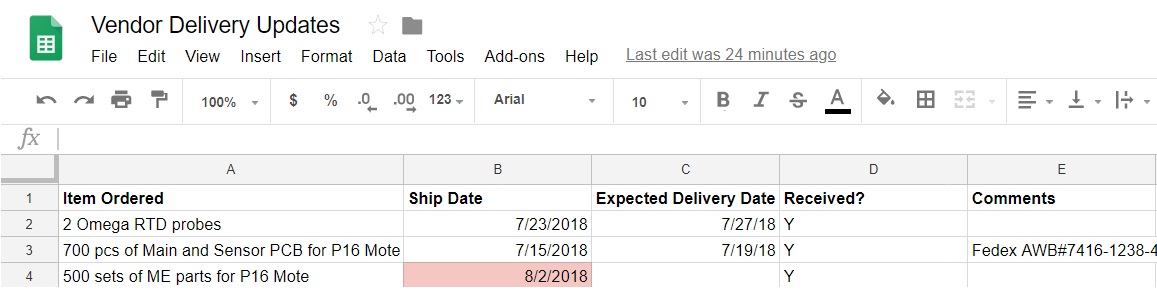 Vendor Delivery Updates
File Edit View Insert Format Data Tools Add-ons Help Last edit was 24 minutes ago
100% $ % .0 .00 123 Arial 10 B I S A
fx
A B C D E
1 Item Ordered Ship Date Expected Delivery Date Received? Comments
2 2 Omega RTD probes 7/23/2018 7/27/18 Y
3 700 pcs of Main and Sensor PCB for P16 Mote 7/15/2018 7/19/18 Y Fedex AWB#7416-1238-4
4 500 sets of ME parts for P16 Mote 8/2/2018 Y